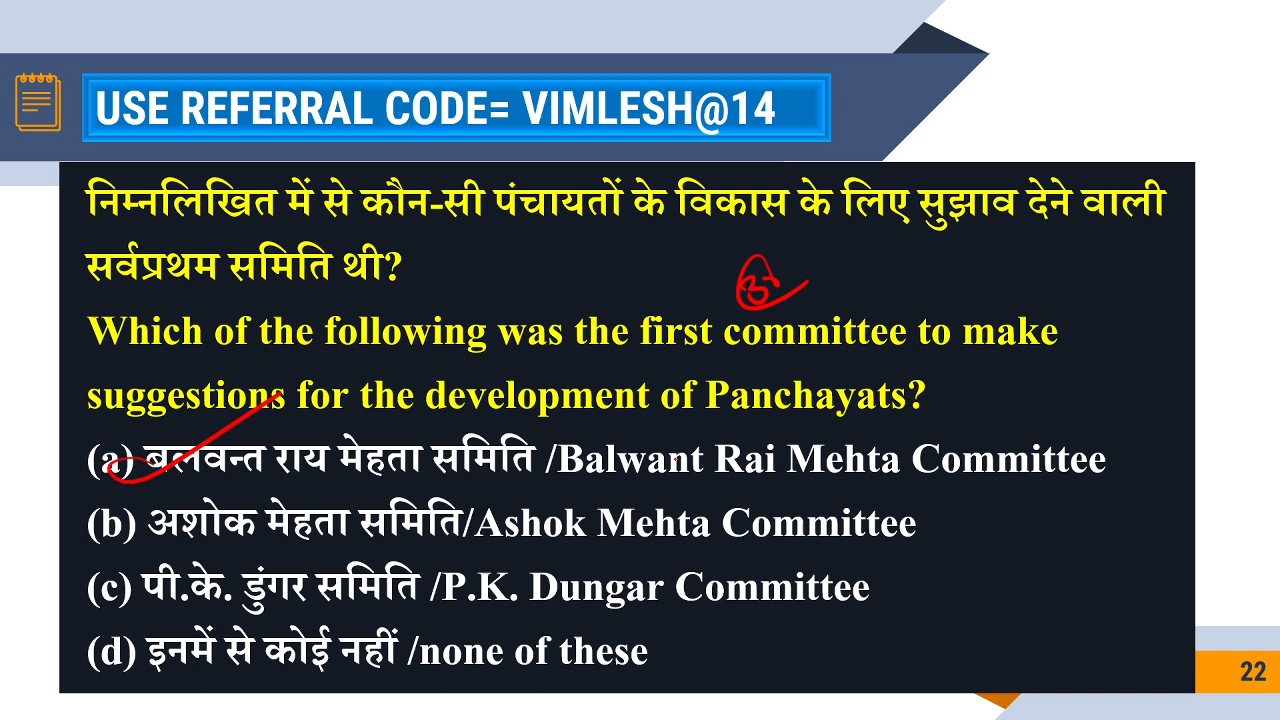 USE REFERRAL CODE= VIMLESH@14
निम्नलिखित में से कौन-सी पंचायतों के विकास के लिए सुझाव देने वाली
सर्वप्रथम समिति थी?
Which of the following was the first committee to make
suggestions for the development of Panchayats?
(a) बलवन्त राय मेहता समिति /Balwant Rai Mehta Committee
(b) अशोक मेहता समिति/Ashok Mehta Committee
(c) पी.के. डुंगर समिति /P.K. Dungar Committee
(d) इनमें से कोई नहीं /none of these
22